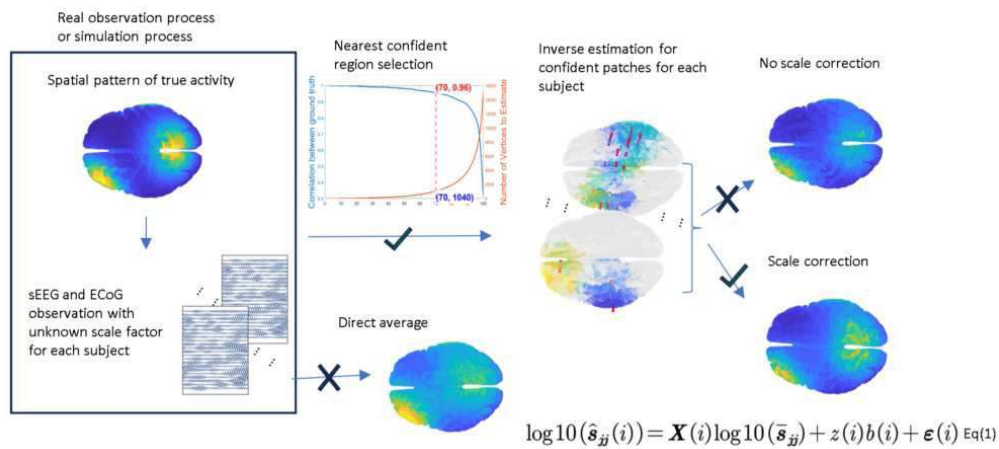 Real observation process
or simulation process
Spatial pattern of true activity
sEEG and ECoG
observation with
unknown scale factor
for each subject
Nearest confident
region selection
Correlation between ground truth
(70, 0.96)
(70, 1040)
Number of Vertices to Estimate
Direct average
Inverse estimation for
confident patches for each
subject
No scale correction
Scale correction
log10(ŝ_jj(i)) = X(i)log10(s̄_jj) + z(i)b(i) + ε(i) Eq(1)